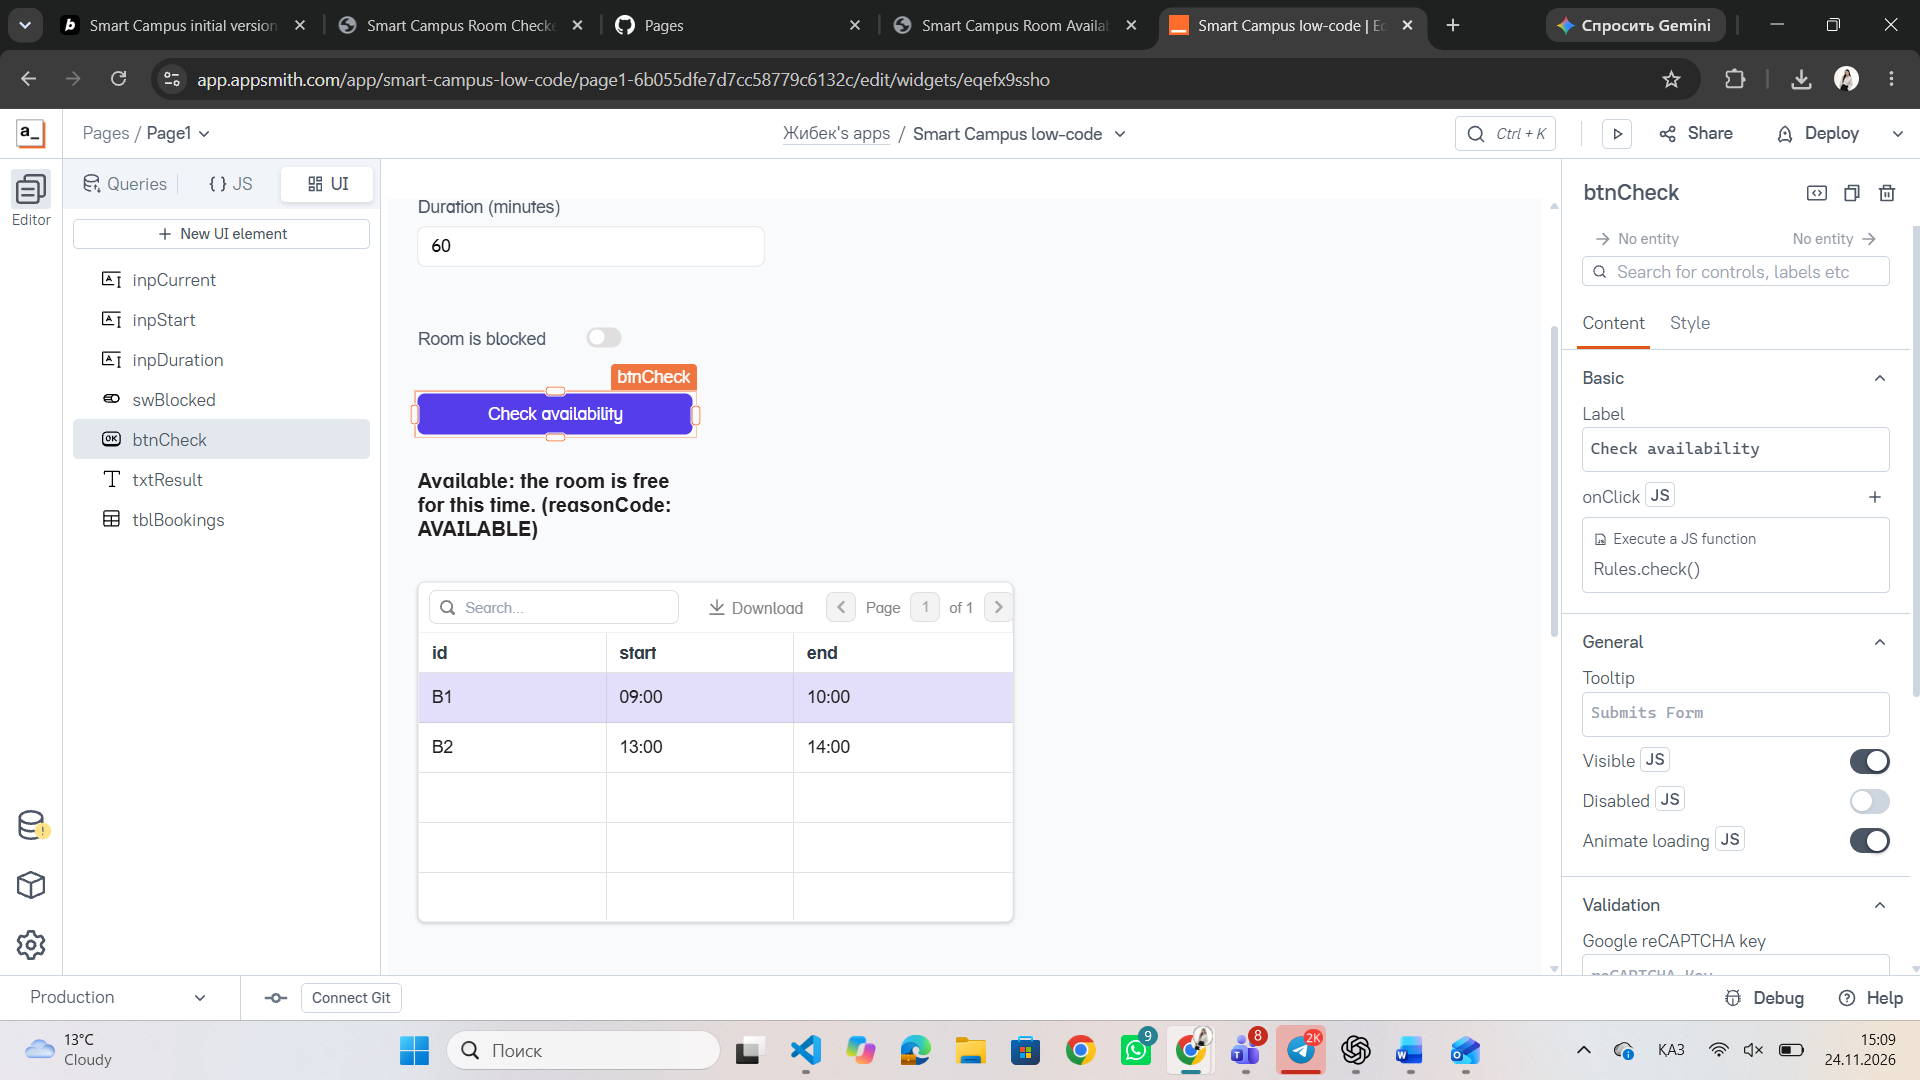 Smart Campus initial version
Smart Campus Room Checke
Pages
Smart Campus Room Availab
Smart Campus low-code | Ed
Спросить Gemini
app.appsmith.com/app/smart-campus-low-code/page1-6b055dfe7d7cc58779c6132c/edit/widgets/eqefx9ssho
a_
Pages / Page1
Жибек's apps / Smart Campus low-code
Ctrl + K
Share
Deploy
Editor
Queries
{} JS
UI
+ New UI element
inpCurrent
inpStart
inpDuration
swBlocked
btnCheck
txtResult
tblBookings
Duration (minutes)
60
Room is blocked
btnCheck
Check availability
Available: the room is free
for this time. (reasonCode:
AVAILABLE)
Search...
Download
Page 1 of 1
id start end
B1 09:00 10:00
B2 13:00 14:00
btnCheck
No entity
No entity
Search for controls, labels etc
Content
Style
Basic
Label
Check availability
onClick JS
Execute a JS function
Rules.check()
General
Tooltip
Submits Form
Visible JS
Disabled JS
Animate loading JS
Validation
Google reCAPTCHA key
reCAPTCHA Key
Production
Connect Git
Debug
Help
13°C
Cloudy
Поиск
9
8
2K
ҚАЗ
15:09
24.11.2026